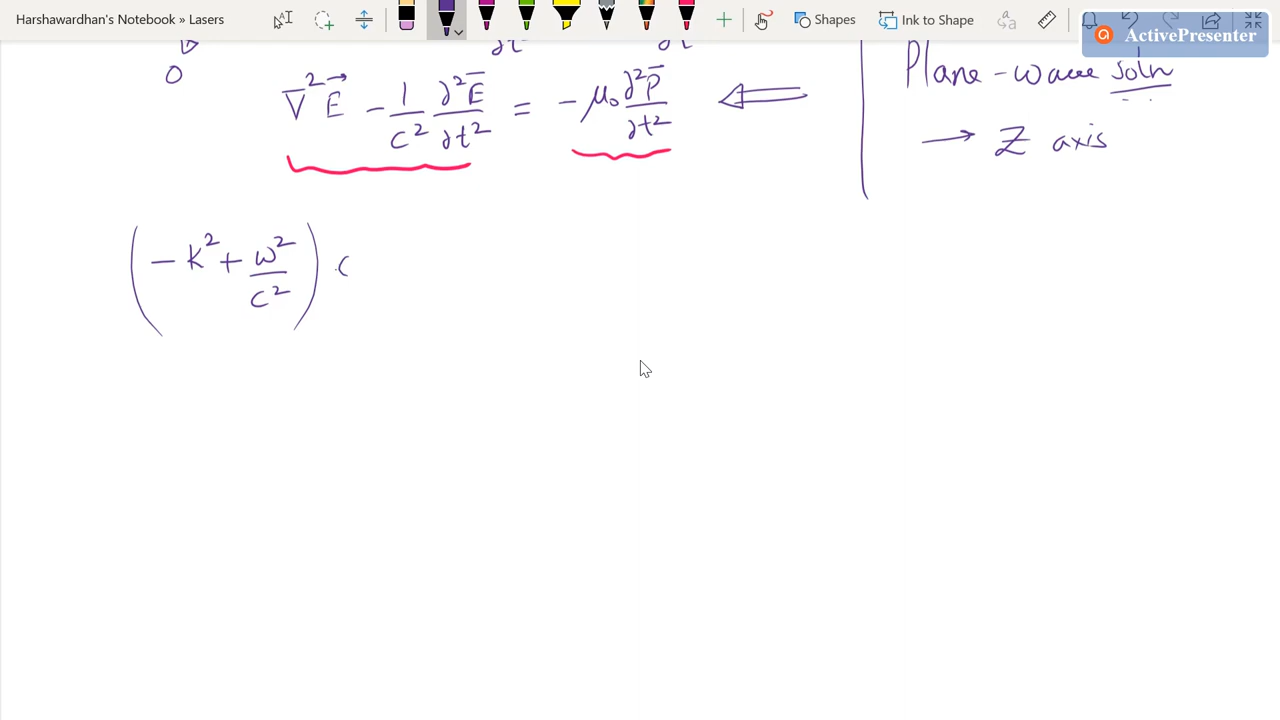 Harshawardhan's Notebook » Lasers
Shapes
Ink to Shape
ActivePresenter
0
∂t ∂t
∇²E⃗ − 1/c² ∂²E̅/∂t² = − μ₀ ∂²P̅/∂t² ⇐
Plane-wave soln
→ Z axis
(− K² + ω²/c²)